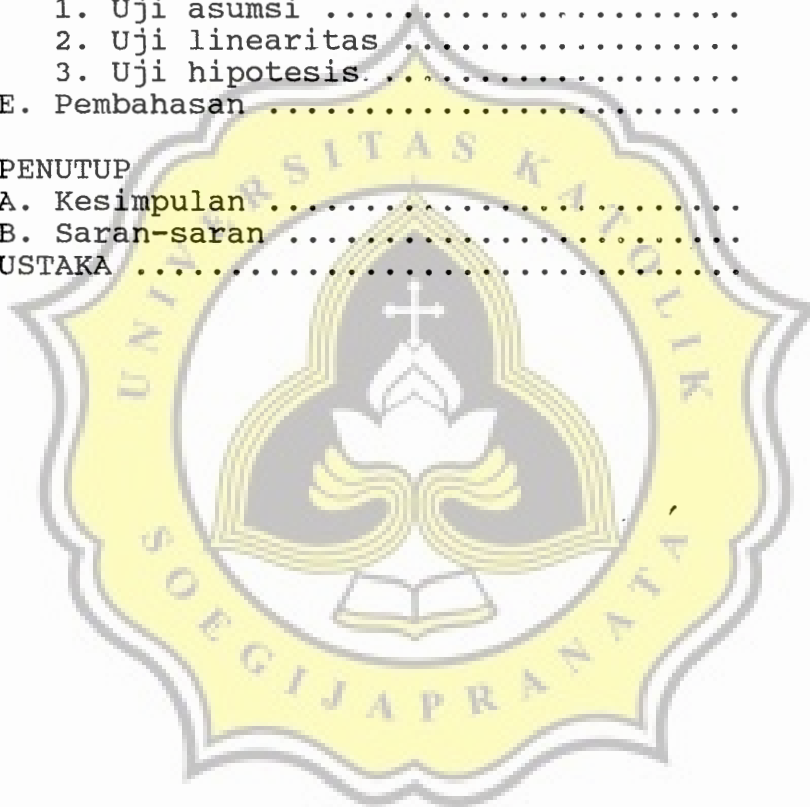 1. Uji asumsi ..........................
2. Uji linearitas .....................
3. Uji hipotesis. ....................
E. Pembahasan .........................
PENUTUP
A. Kesimpulan .........................
B. Saran-saran ........................
USTAKA ................................
UNIVERSITAS KATOLIK
SOEGIJAPRANATA